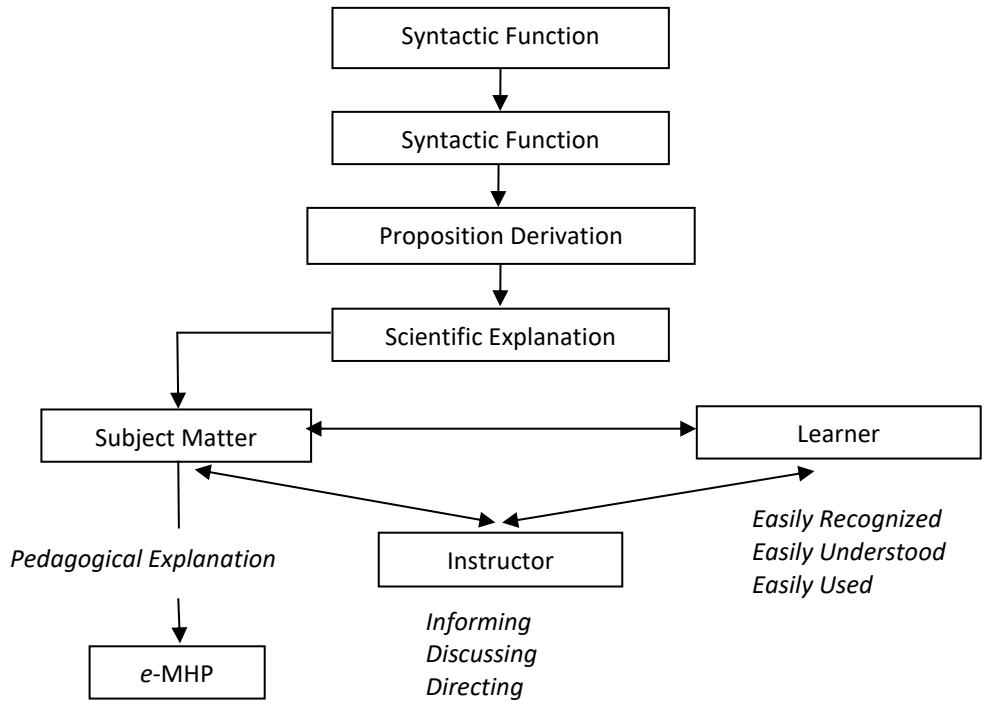 Syntactic Function
Syntactic Function
Proposition Derivation
Scientific Explanation
Subject Matter
Learner
Pedagogical Explanation
Instructor
Easily Recognized
Easily Understood
Easily Used
Informing
Discussing
Directing
e-MHP